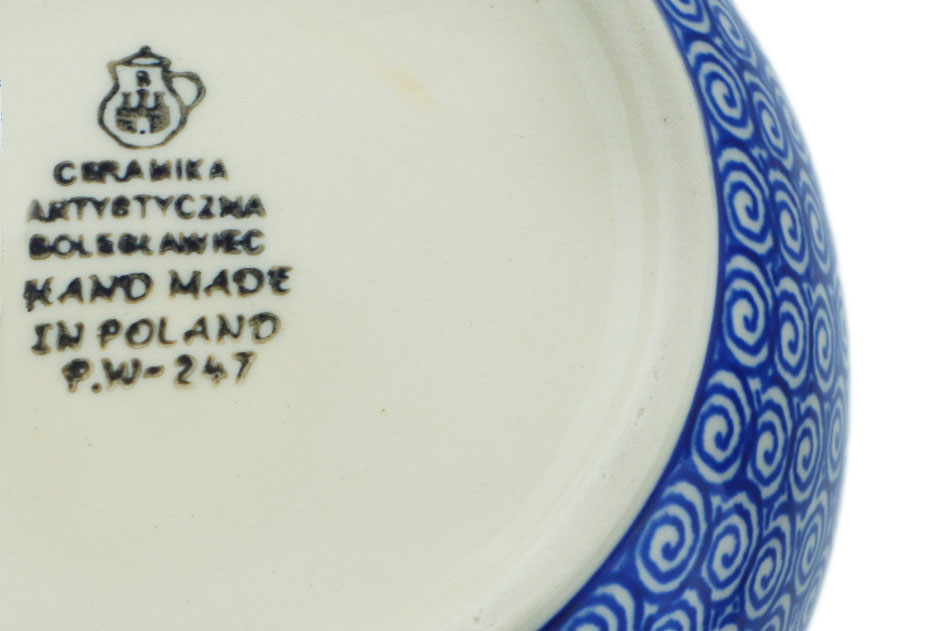 B
CERAMIKA
ARTYSTYCZNA
BOLESŁAWIEC
HAND MADE
IN POLAND
P.W-247